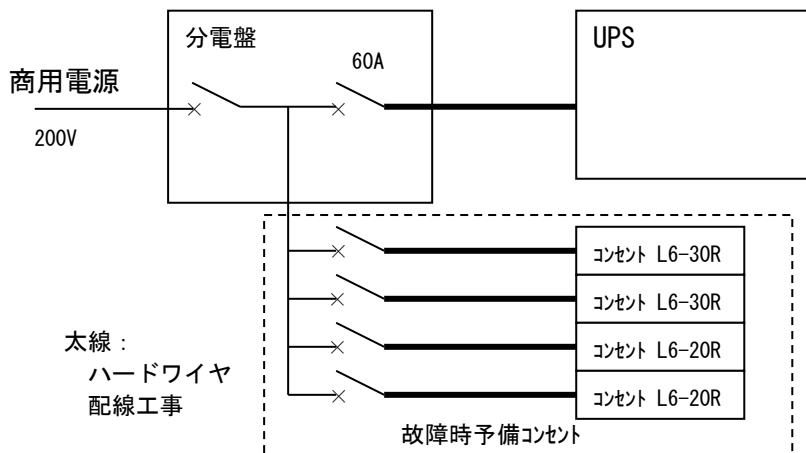 分電盤
UPS
60A
商用電源
200V
ｺﾝｾﾝﾄ L6-30R
ｺﾝｾﾝﾄ L6-30R
ｺﾝｾﾝﾄ L6-20R
ｺﾝｾﾝﾄ L6-20R
太線：
ハードワイヤ
配線工事
故障時予備ｺﾝｾﾝﾄ